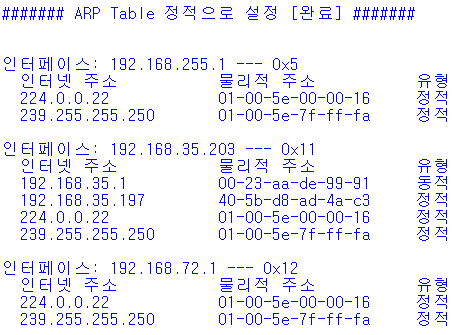 ####### ARP Table 정적으로 설정 [완료] #######
인터페이스: 192.168.255.1 --- 0x5
인터넷 주소 물리적 주소 유형
224.0.0.22 01-00-5e-00-00-16 정적
239.255.255.250 01-00-5e-7f-ff-fa 정적
인터페이스: 192.168.35.203 --- 0x11
인터넷 주소 물리적 주소 유형
192.168.35.1 00-23-aa-de-99-91 동적
192.168.35.197 40-5b-d8-ad-4a-c3 정적
224.0.0.22 01-00-5e-00-00-16 정적
239.255.255.250 01-00-5e-7f-ff-fa 정적
인터페이스: 192.168.72.1 --- 0x12
인터넷 주소 물리적 주소 유형
224.0.0.22 01-00-5e-00-00-16 정적
239.255.255.250 01-00-5e-7f-ff-fa 정적